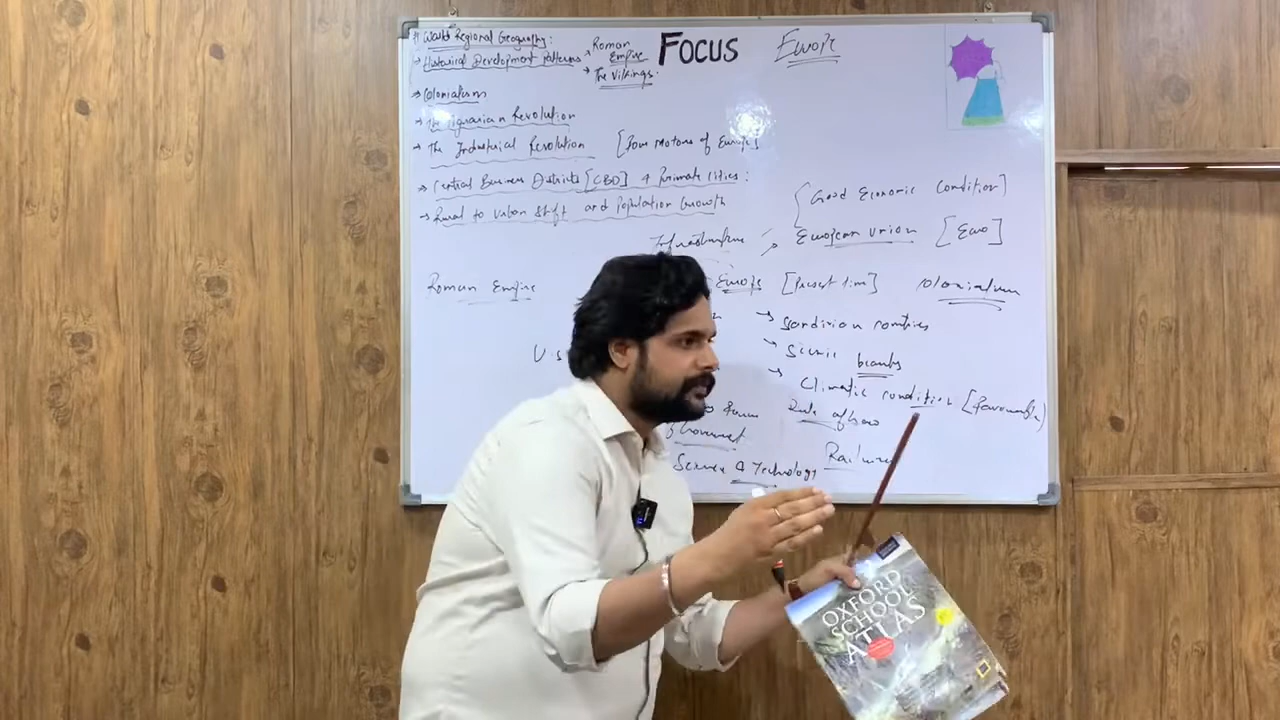 # World Regional Geography:
→ Historical Development Patterns → Roman Empire
→ The Vikings.
FOCUS
Europe
→ Colonialism
→ The Agrarian Revolution
→ The Industrial Revolution [Four Motors of Europe]
→ Central Business Districts [CBD] & Primate Cities:
→ Rural to Urban Shift and Population Growth
[Good Economic Condition]
Infrastructure
→ European union [Euro]
Roman Empire
Europe [Present time]
colonialism
→ countries
→ Scenic beauty
→ Climatic condition [favourable)
Rule of law
Science & Technology
OXFORD
SCHOOL
ATLAS